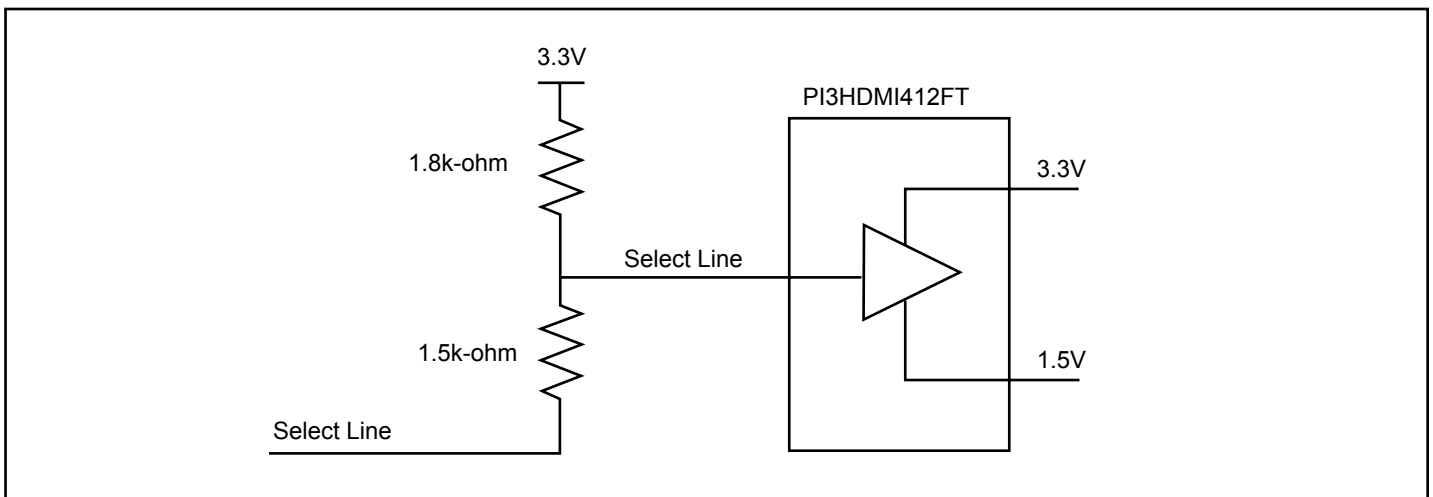 3.3V
PI3HDMI412FT
1.8k-ohm
3.3V
Select Line
1.5k-ohm
1.5V
Select Line